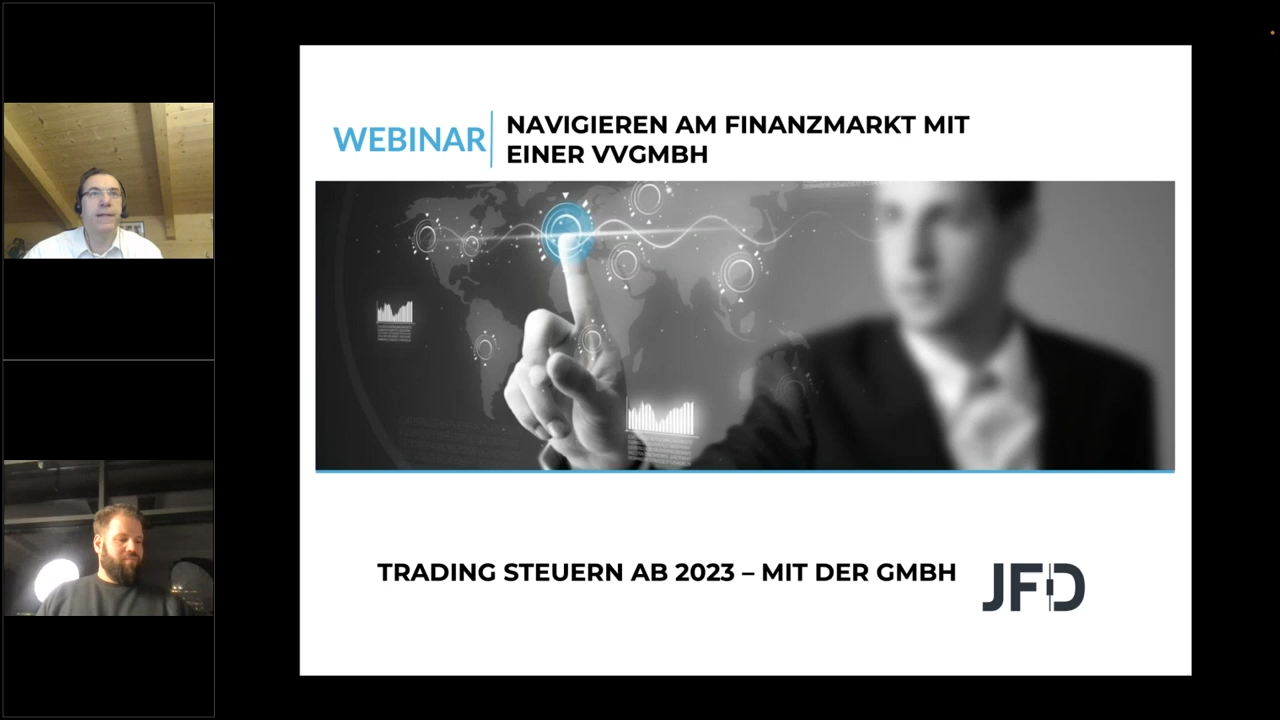 WEBINAR
NAVIGIEREN AM FINANZMARKT MIT
EINER VVGMBH
TRADING STEUERN AB 2023 – MIT DER GMBH
JFD